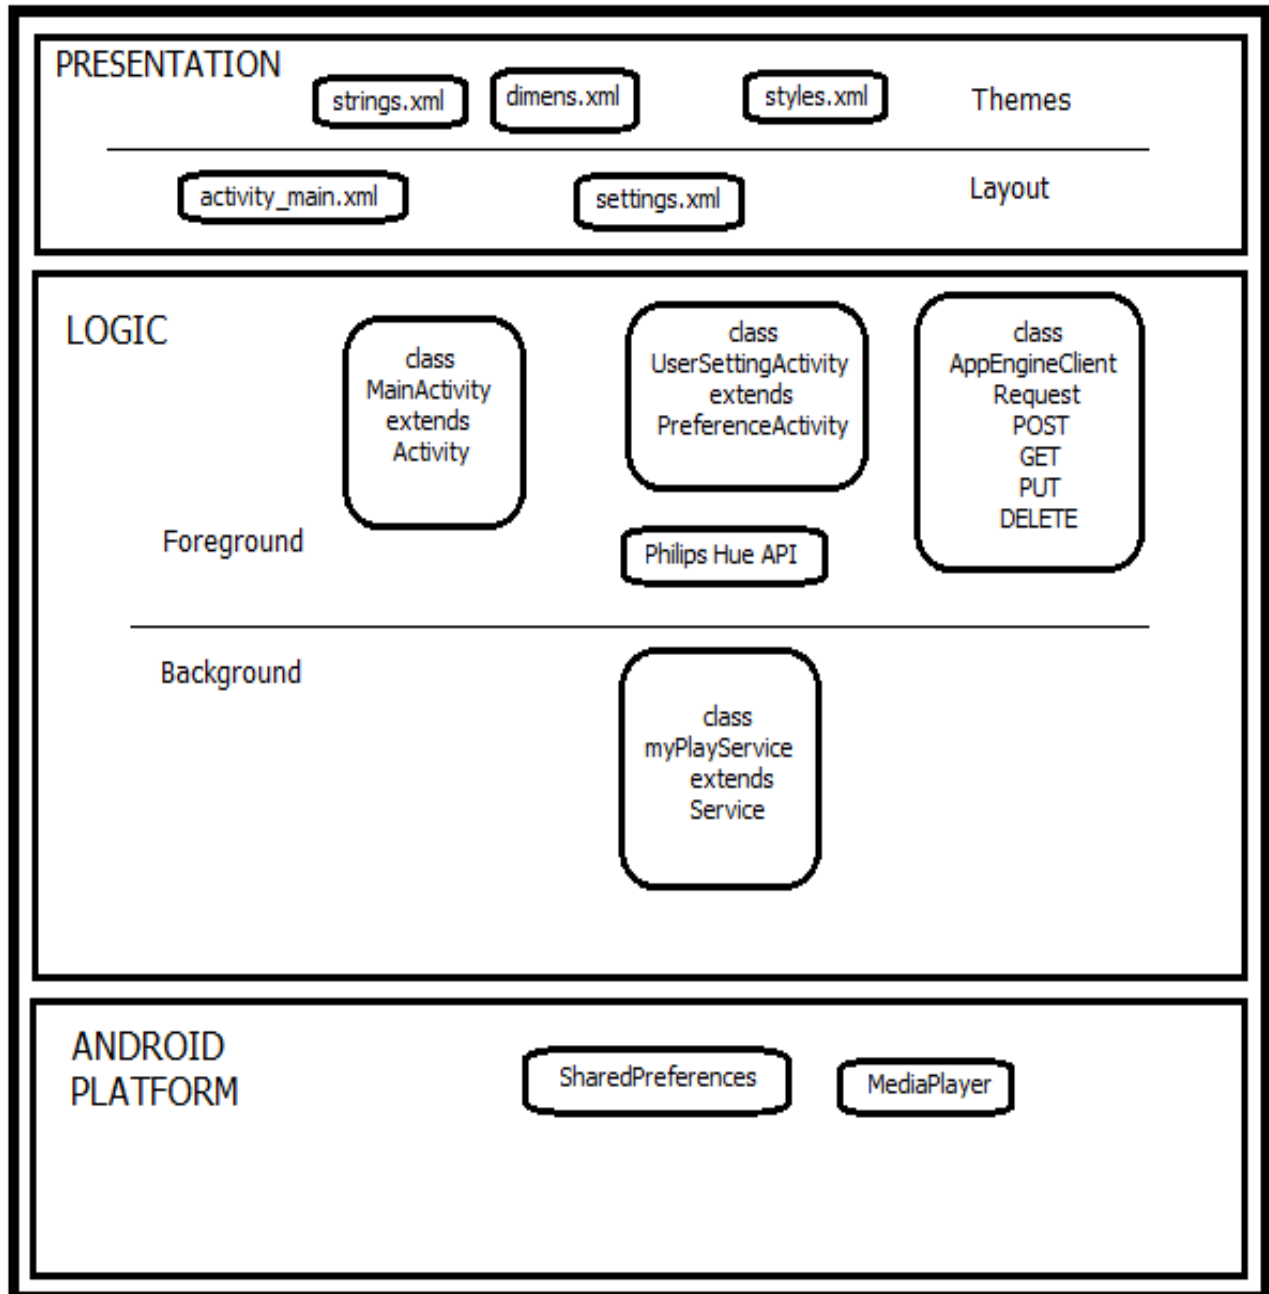 PRESENTATION
strings.xml
dimens.xml
styles.xml
Themes
activity_main.xml
settings.xml
Layout
LOGIC
class
MainActivity
extends
Activity
class
UserSettingActivity
extends
PreferenceActivity
class
AppEngineClient
Request
POST
GET
PUT
DELETE
Foreground
Philips Hue API
Background
class
myPlayService
extends
Service
ANDROID
PLATFORM
SharedPreferences
MediaPlayer